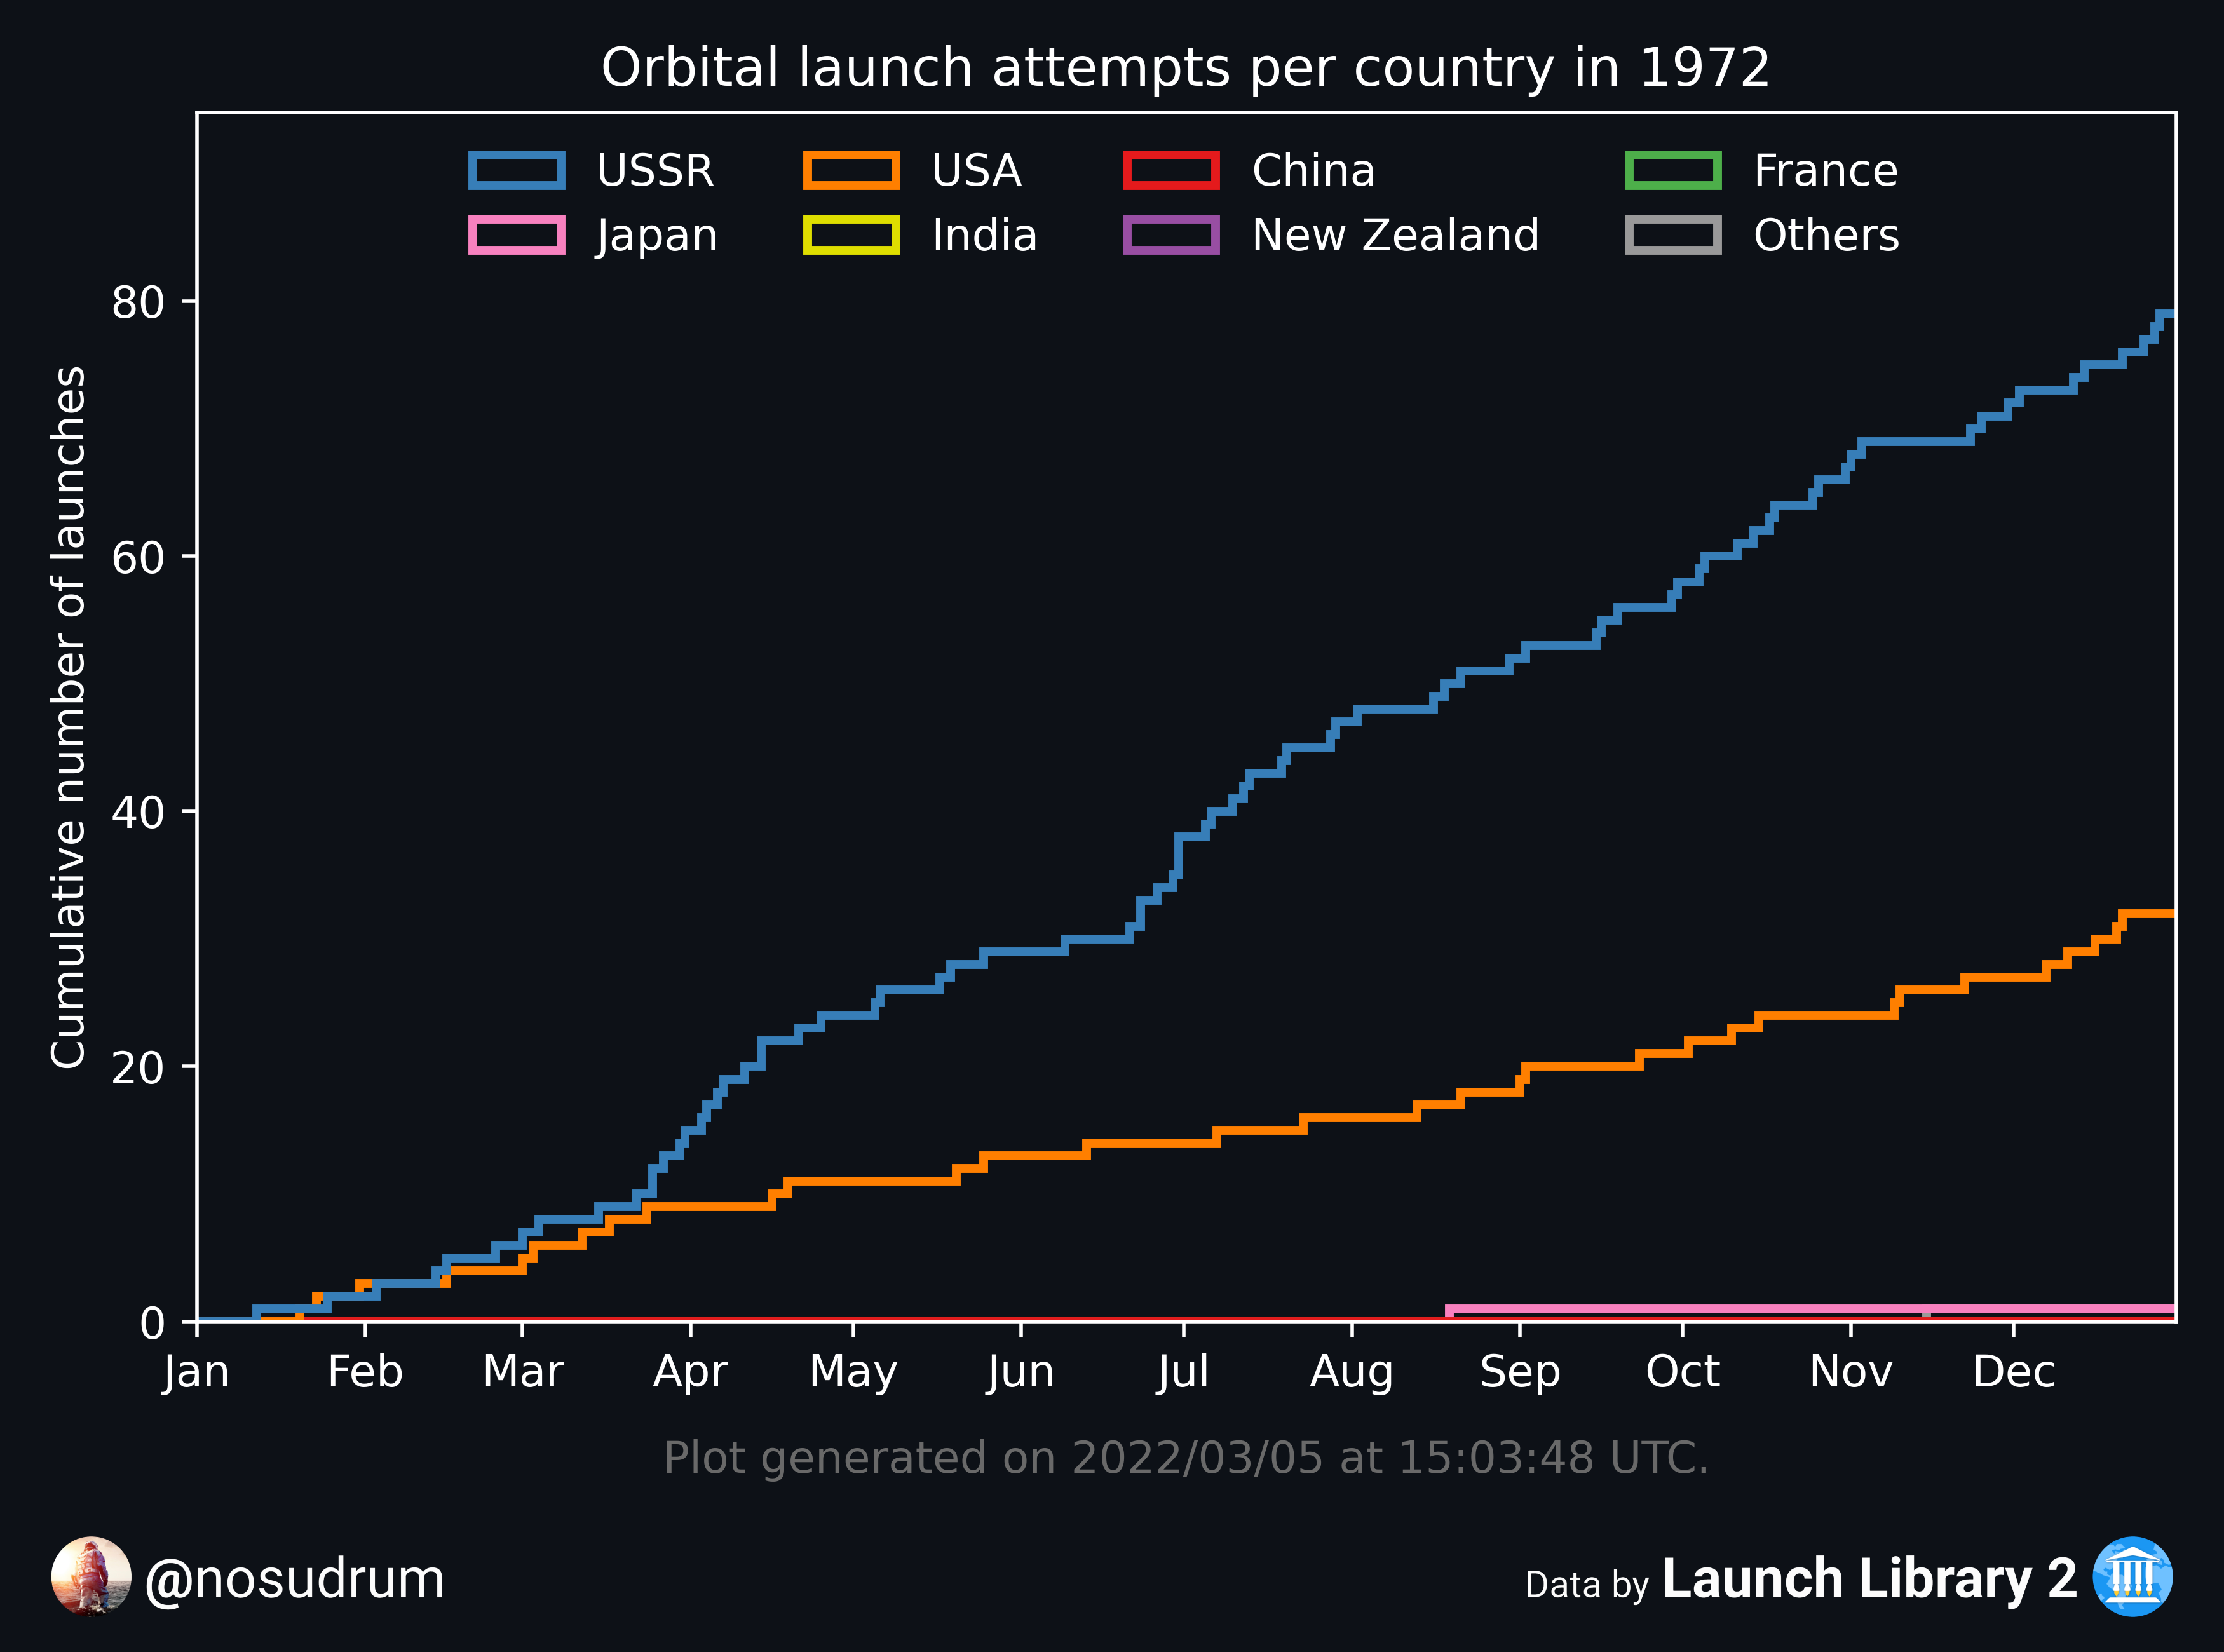 Orbital launch attempts per country in 1972
USSR USA China France
Japan India New Zealand Others
Cumulative number of launches
80
60
40
20
0
Jan Feb Mar Apr May Jun Jul Aug Sep Oct Nov Dec
Plot generated on 2022/03/05 at 15:03:48 UTC.
@nosudrum
Data by Launch Library 2